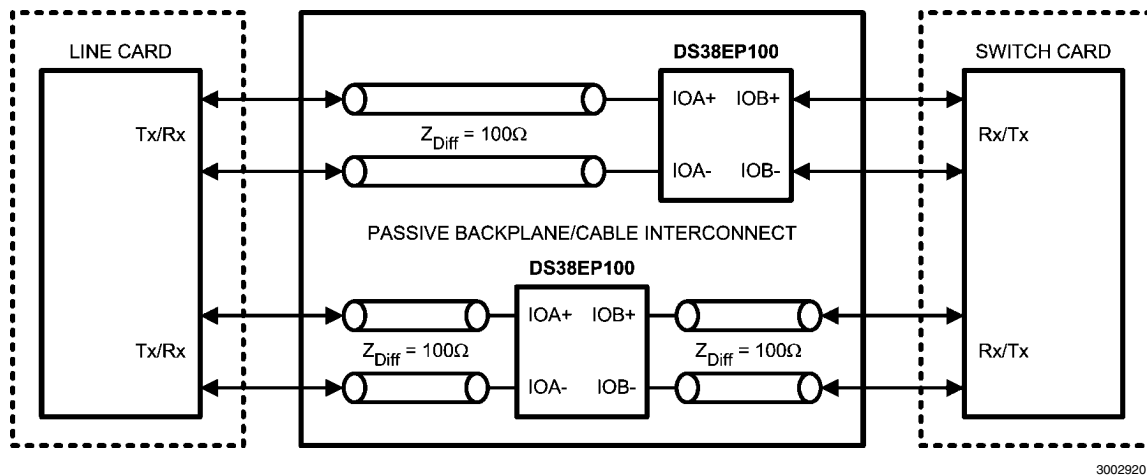 LINE CARD
DS38EP100
SWITCH CARD
Tx/Rx
IOA+ IOB+
Rx/Tx
ZDiff = 100Ω
IOA- IOB-
PASSIVE BACKPLANE/CABLE INTERCONNECT
DS38EP100
Tx/Rx
IOA+ IOB+
Rx/Tx
ZDiff = 100Ω
ZDiff = 100Ω
IOA- IOB-
3002920